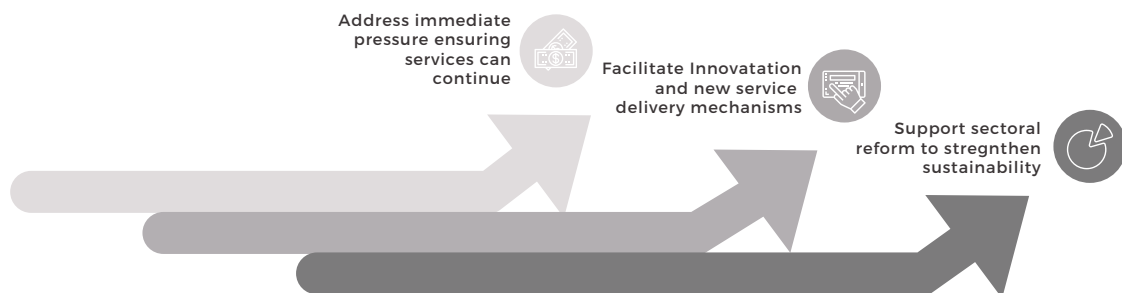 Address immediate
pressure ensuring
services can
continue
Facilitate Innovatation
and new service
delivery mechanisms
Support sectoral
reform to stregnthen
sustainability